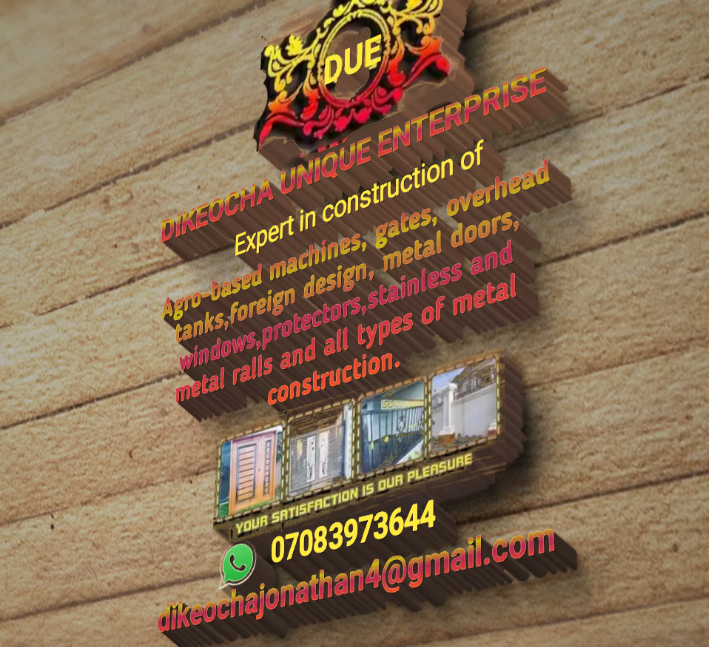 DUE
DIKEOCHA UNIQUE ENTERPRISE
Expert in construction of
Agro-based machines, gates, overhead
tanks,foreign design, metal doors,
windows,protectors,stainless and
metal ralls and all types of metal
construction.
YOUR SATISFACTION IS OUR PLEASURE
07083973644
dikeochajonathan4@gmail.com